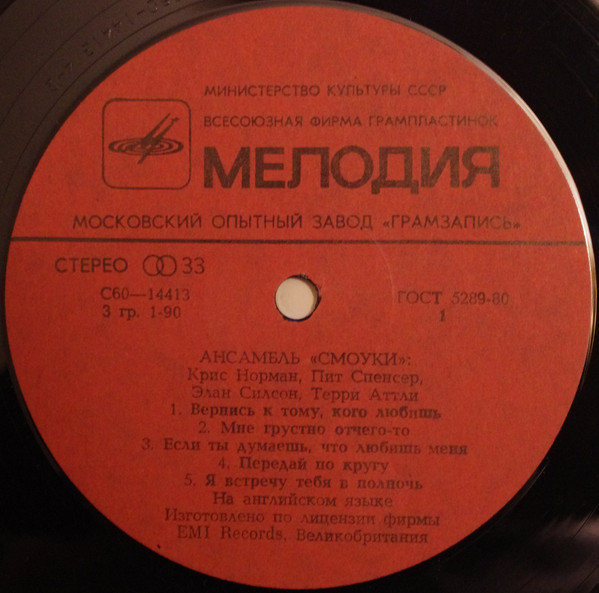 МИНИСТЕРСТВО КУЛЬТУРЫ СССР
ВСЕСОЮЗНАЯ ФИРМА ГРАМПЛАСТИНОК
МЕЛОДИЯ
МОСКОВСКИЙ ОПЫТНЫЙ ЗАВОД «ГРАМЗАПИСЬ»
СТЕРЕО 33
С60—14413
3 гр. 1-90
ГОСТ 5289-80
1
АНСАМБЛЬ «СМОУКИ»:
Крис Норман, Пит Спенсер,
Элан Силсон, Терри Аттли
1. Вернись к тому, кого любишь
2. Мне грустно отчего-то
3. Если ты думаешь, что любишь меня
4. Передай по кругу
5. Я встречу тебя в полночь
На английском языке
Изготовлено по лицензии фирмы
EMI Records, Великобритания